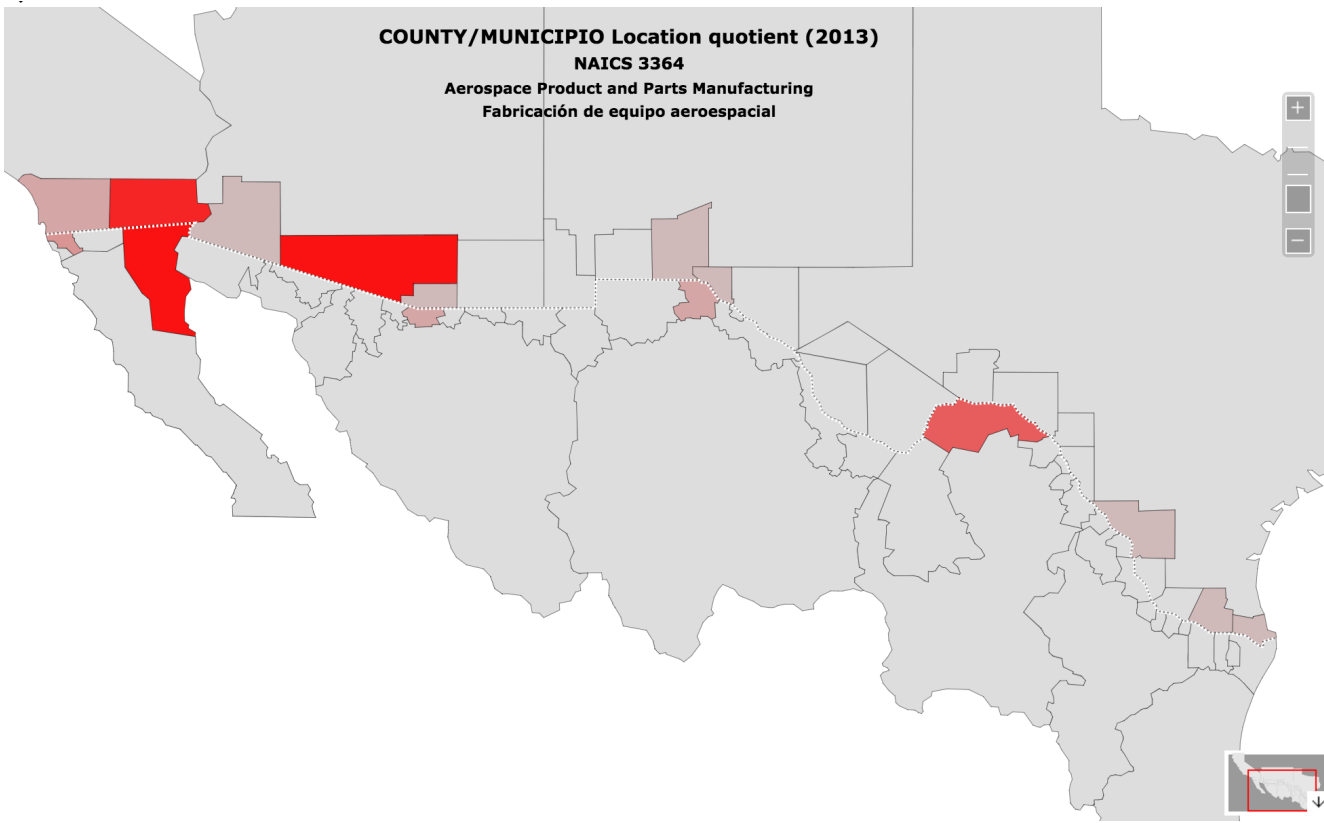 COUNTY/MUNICIPIO Location quotient (2013)
NAICS 3364
Aerospace Product and Parts Manufacturing
Fabricación de equipo aeroespacial
+
−